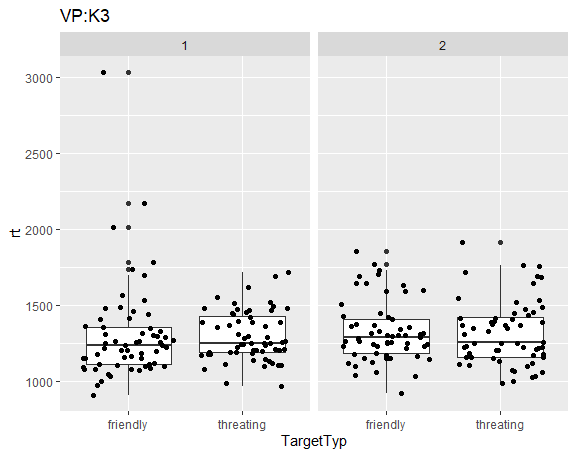 VP:K3
1 2
rt
3000
2500
2000
1500
1000
friendly threating friendly threating
TargetTyp